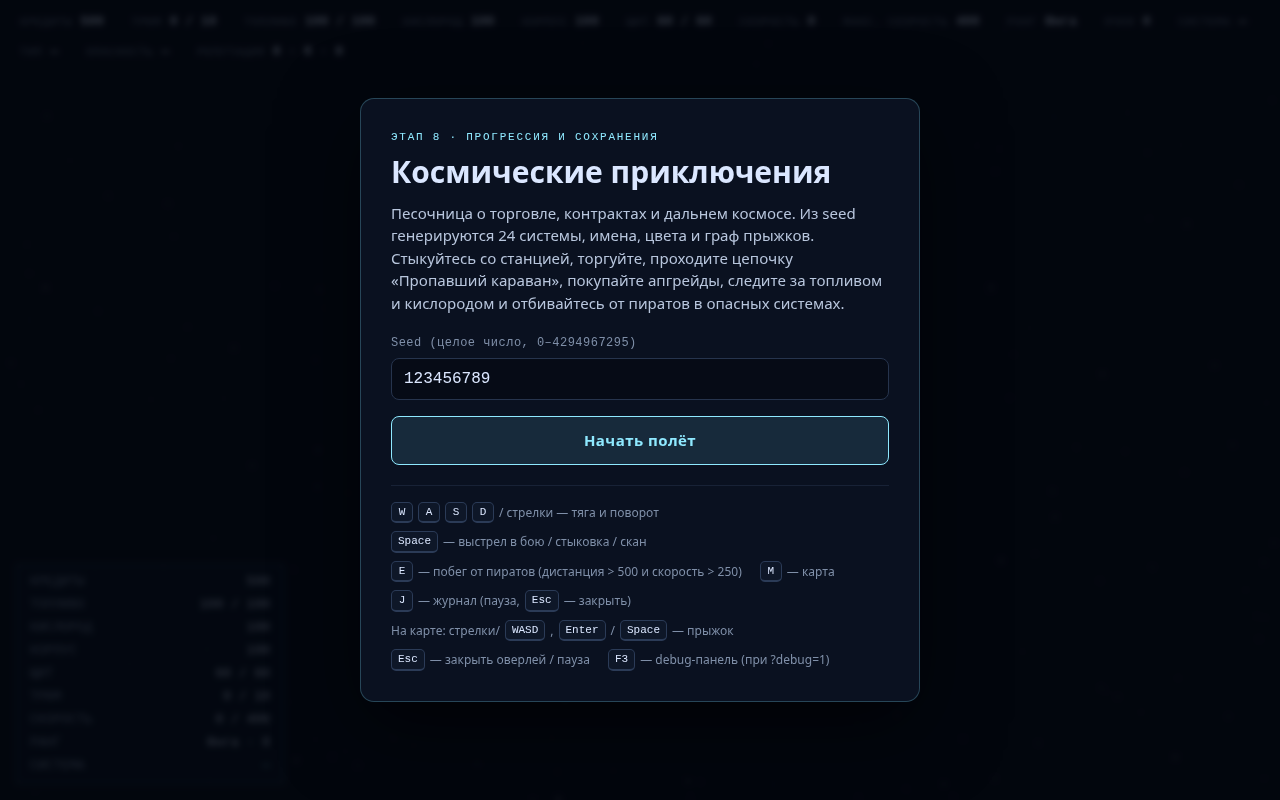 ЭТАП 8 · ПРОГРЕССИЯ И СОХРАНЕНИЯ
Космические приключения
Песочница о торговле, контрактах и дальнем космосе. Из seed
генерируются 24 системы, имена, цвета и граф прыжков.
Стыкуйтесь со станцией, торгуйте, проходите цепочку
«Пропавший караван», покупайте апгрейды, следите за топливом
и кислородом и отбивайтесь от пиратов в опасных системах.
Seed (целое число, 0–4294967295)
123456789
Начать полёт
W A S D / стрелки — тяга и поворот
Space — выстрел в бою / стыковка / скан
E — побег от пиратов (дистанция > 500 и скорость > 250) M — карта
J — журнал (пауза, Esc — закрыть)
На карте: стрелки/ WASD , Enter / Space — прыжок
Esc — закрыть оверлей / пауза F3 — debug-панель (при ?debug=1)